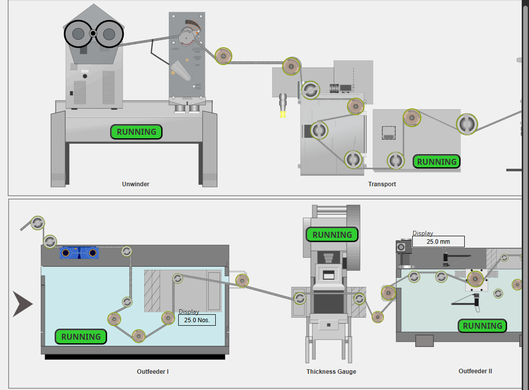 RUNNING
RUNNING
Unwinder
Transport
RUNNING
Display
25.0 mm
Display
25.0 Nos.
RUNNING
RUNNING
Outfeeder I
Thickness Gauge
Outfeeder II